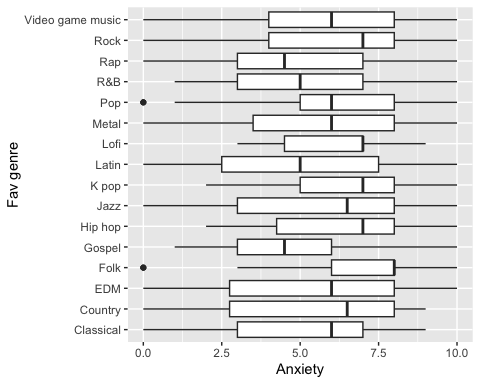 Video game music
Rock
Rap
R&B
Pop
Metal
Lofi
Latin
K pop
Jazz
Hip hop
Gospel
Folk
EDM
Country
Classical
Fav genre
0.0 2.5 5.0 7.5 10.0
Anxiety